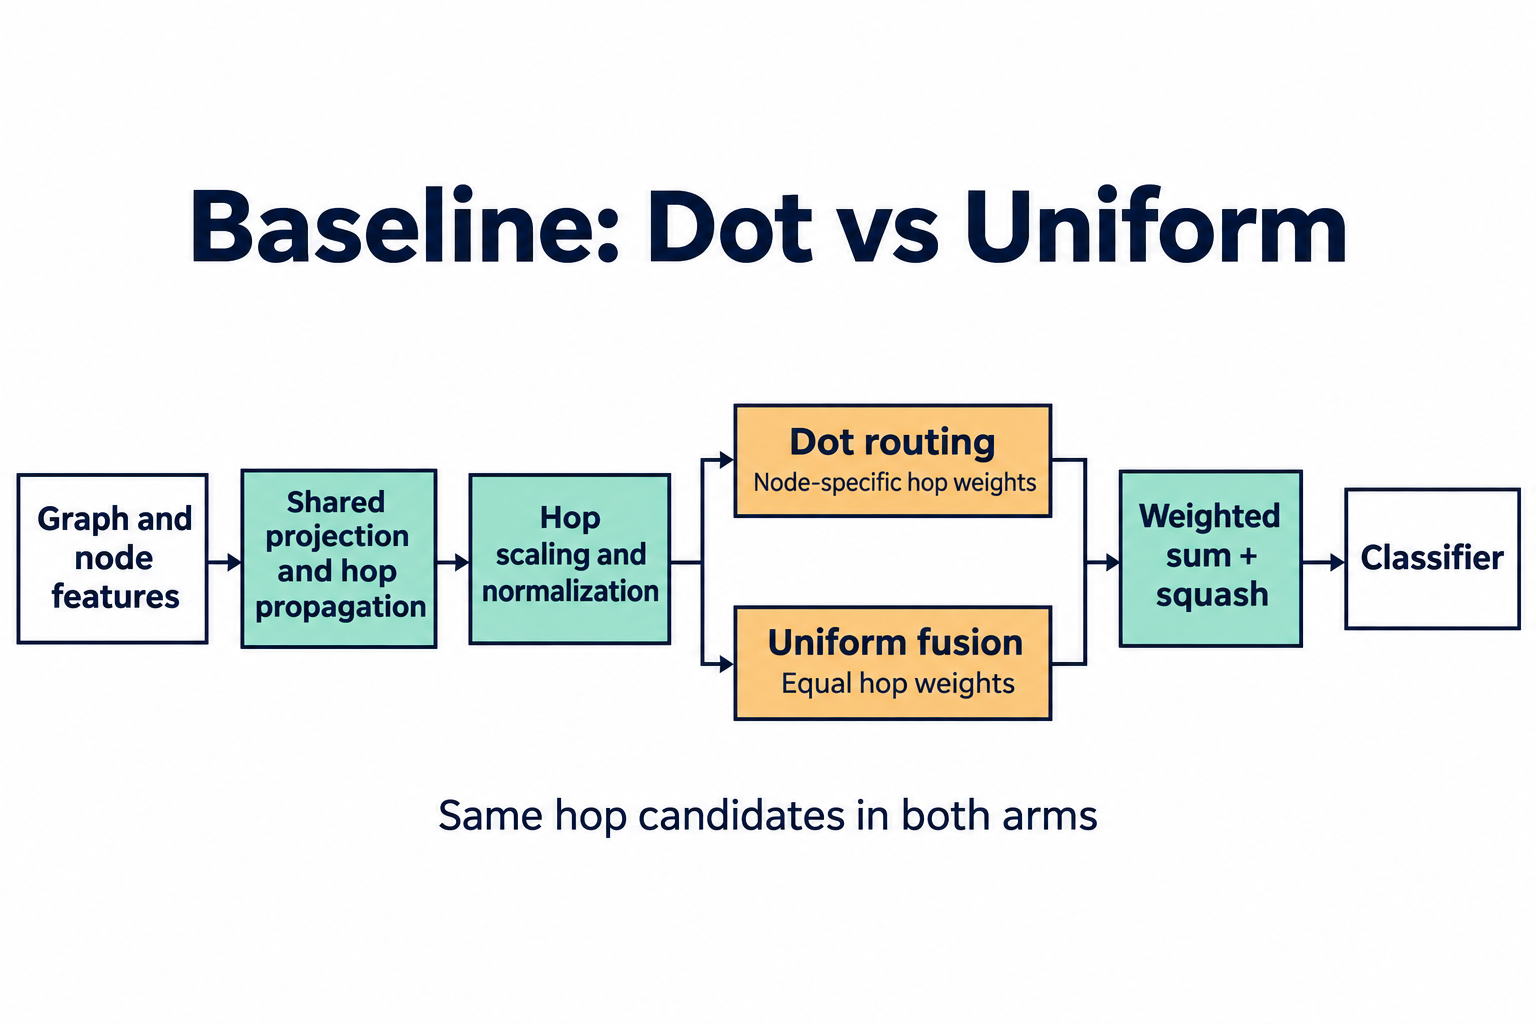 Baseline: Dot vs Uniform
Graph and
node
features
Shared
projection
and hop
propagation
Hop
scaling and
normalization
Dot routing
Node-specific hop weights
Uniform fusion
Equal hop weights
Weighted
sum +
squash
Classifier
Same hop candidates in both arms